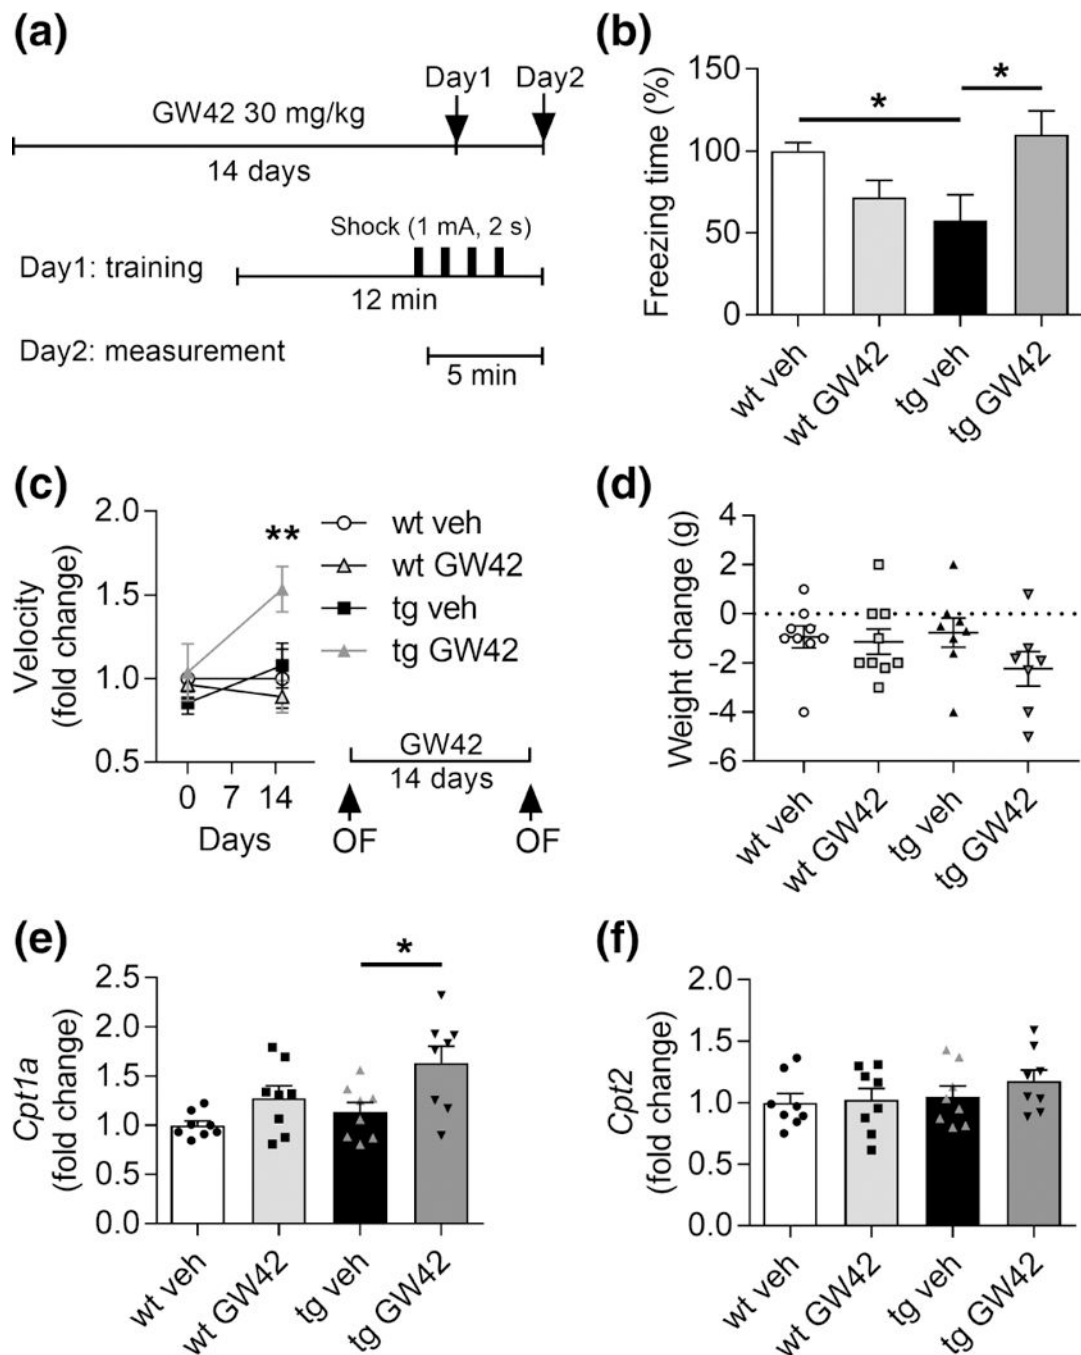 (a)
Day1 Day2
GW42 30 mg/kg
14 days
Shock (1 mA, 2 s)
Day1: training
12 min
Day2: measurement
5 min
(b)
Freezing time (%)
150
100
50
0
*
*
wt veh
wt GW42
tg veh
tg GW42
(c)
Velocity
(fold change)
2.0
1.5
1.0
0.5
**
0 7 14
Days
wt veh
wt GW42
tg veh
tg GW42
GW42
14 days
OF OF
(d)
Weight change (g)
4
2
0
-2
-4
-6
wt veh
wt GW42
tg veh
tg GW42
(e)
Cpt1a
(fold change)
2.5
2.0
1.5
1.0
0.5
0.0
*
wt veh
wt GW42
tg veh
tg GW42
(f)
Cpt2
(fold change)
2.0
1.5
1.0
0.5
0.0
wt veh
wt GW42
tg veh
tg GW42